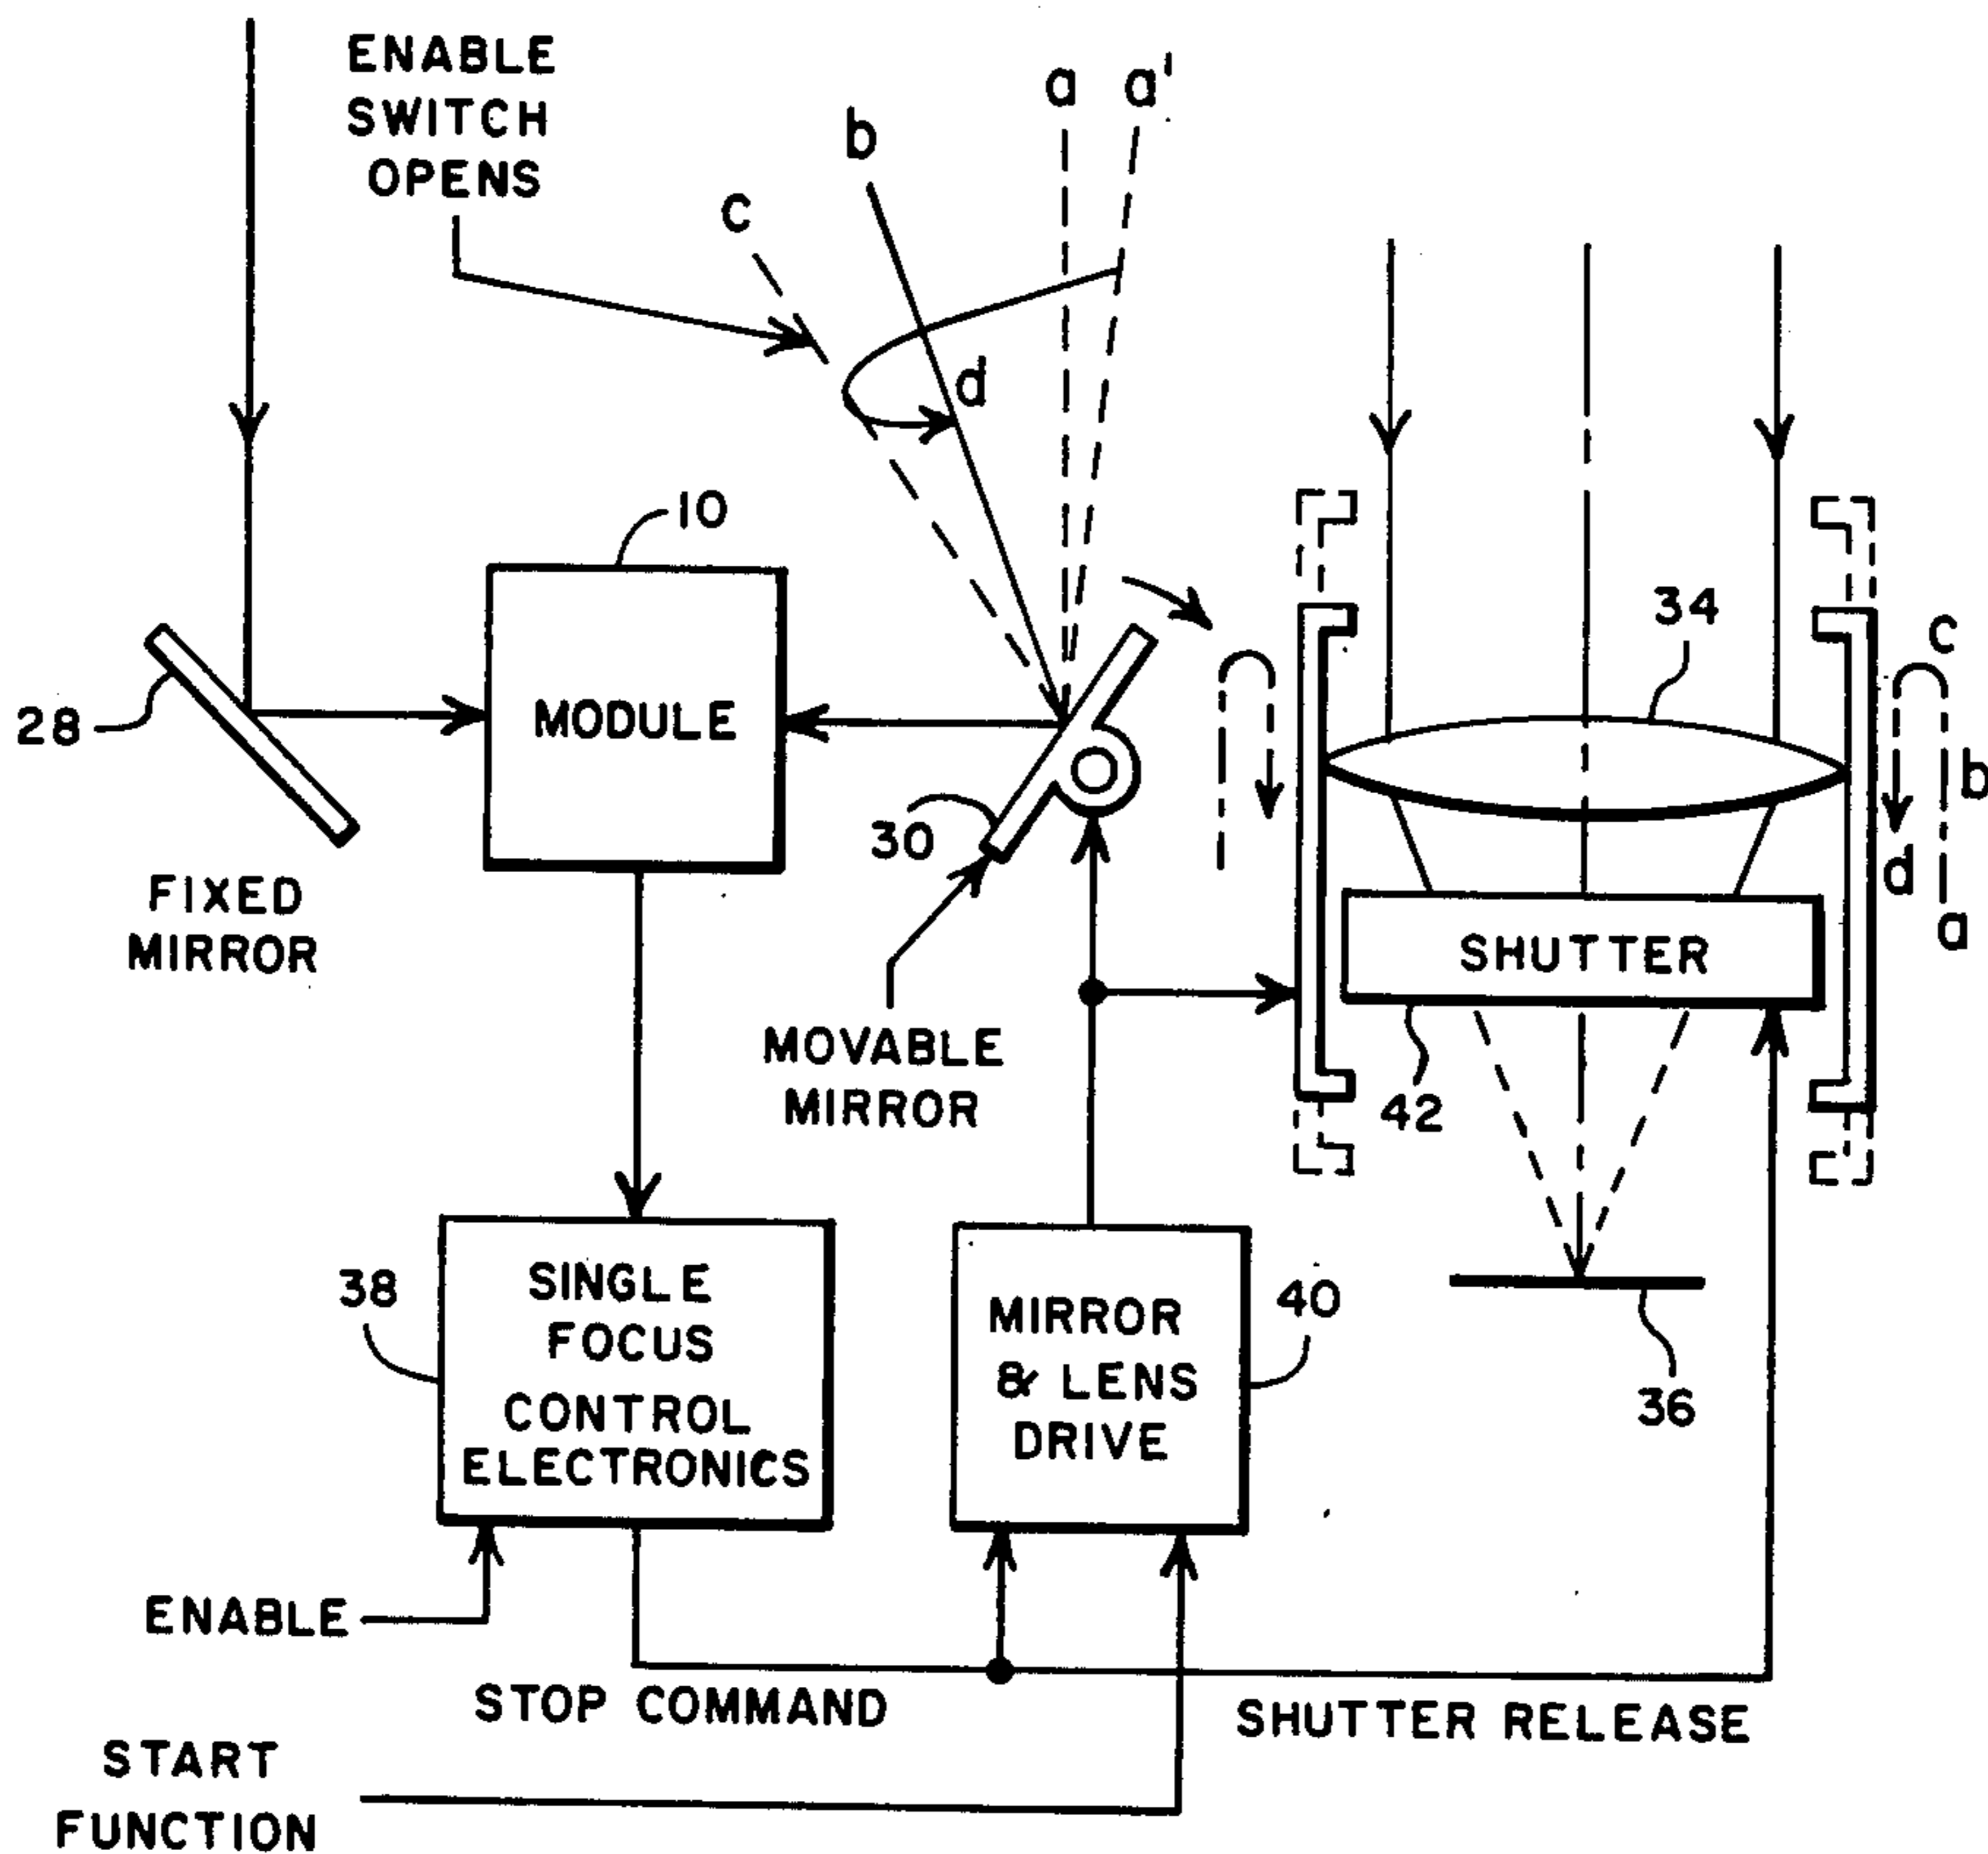 ENABLE
SWITCH
OPENS
a
a'
b
c
d
10
34
c
28
MODULE
b
30
d
a
FIXED
MIRROR
SHUTTER
MOVABLE
MIRROR
42
38
SINGLE
FOCUS
CONTROL
ELECTRONICS
MIRROR
& LENS
DRIVE
40
36
ENABLE
STOP COMMAND
SHUTTER RELEASE
START
FUNCTION